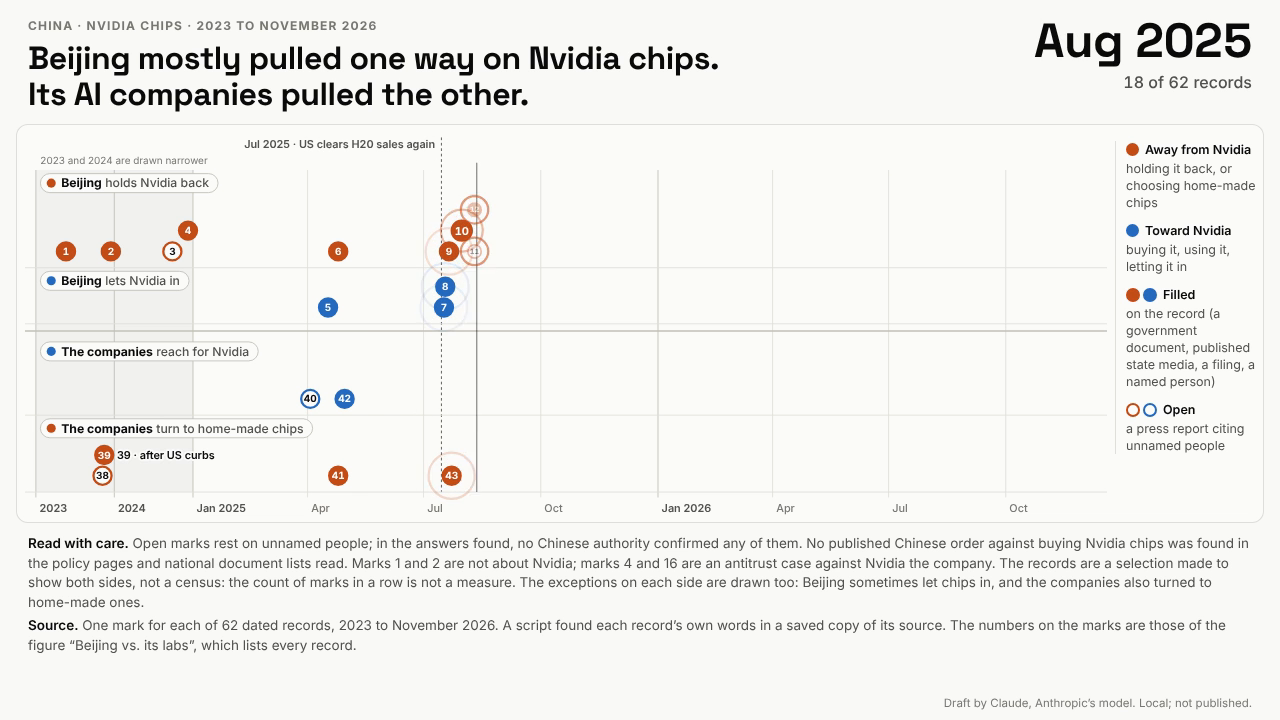 CHINA · NVIDIA CHIPS · 2023 TO NOVEMBER 2026
Beijing mostly pulled one way on Nvidia chips.
Its AI companies pulled the other.
Aug 2025
18 of 62 records
Jul 2025 · US clears H20 sales again
2023 and 2024 are drawn narrower
Beijing holds Nvidia back
4
10
1
2
3
6
9
11
Beijing lets Nvidia in
8
5
7
The companies reach for Nvidia
40
42
The companies turn to home-made chips
39
39 · after US curbs
38
41
43
2023
2024
Jan 2025
Apr
Jul
Oct
Jan 2026
Apr
Jul
Oct
Away from Nvidia
holding it back, or
choosing home-made
chips
Toward Nvidia
buying it, using it,
letting it in
Filled
on the record (a
government
document, published
state media, a filing, a
named person)
Open
a press report citing
unnamed people
Read with care. Open marks rest on unnamed people; in the answers found, no Chinese authority confirmed any of them. No published Chinese order against buying Nvidia chips was found in
the policy pages and national document lists read. Marks 1 and 2 are not about Nvidia; marks 4 and 16 are an antitrust case against Nvidia the company. The records are a selection made to
show both sides, not a census: the count of marks in a row is not a measure. The exceptions on each side are drawn too: Beijing sometimes let chips in, and the companies also turned to
home-made ones.
Source. One mark for each of 62 dated records, 2023 to November 2026. A script found each record's own words in a saved copy of its source. The numbers on the marks are those of the
figure “Beijing vs. its labs”, which lists every record.
Draft by Claude, Anthropic's model. Local; not published.